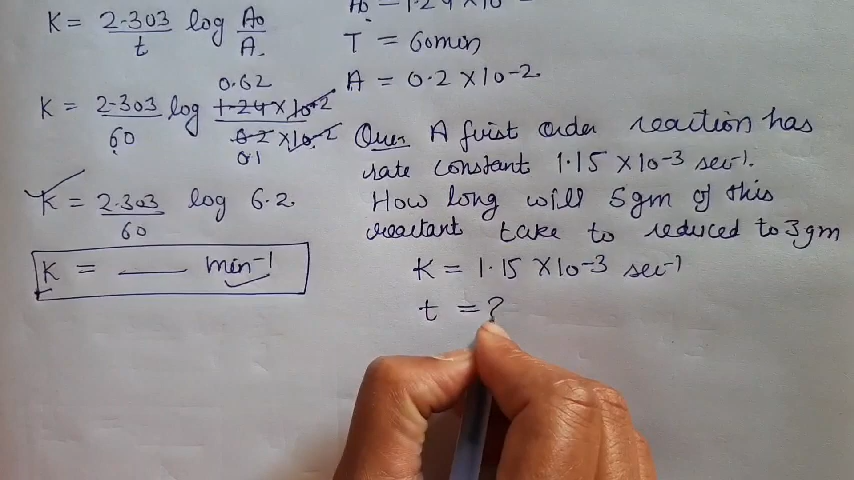 K = 2.303/t log A₀/A
K = 2.303/60 log 0.62 1.24×10⁻²/0.2×10⁻² 0.1
K = 2.303/60 log 6.2
K = ___ min⁻¹
A₀ = 1.24×10⁻
T = 60min
A = 0.2×10-2.
Ques A first order reaction has
rate constant 1.15 ×10-3 sec-1.
How long will 5gm of this
reactant take to reduced to 3gm
K = 1.15 ×10-3 sec-1
t = ?